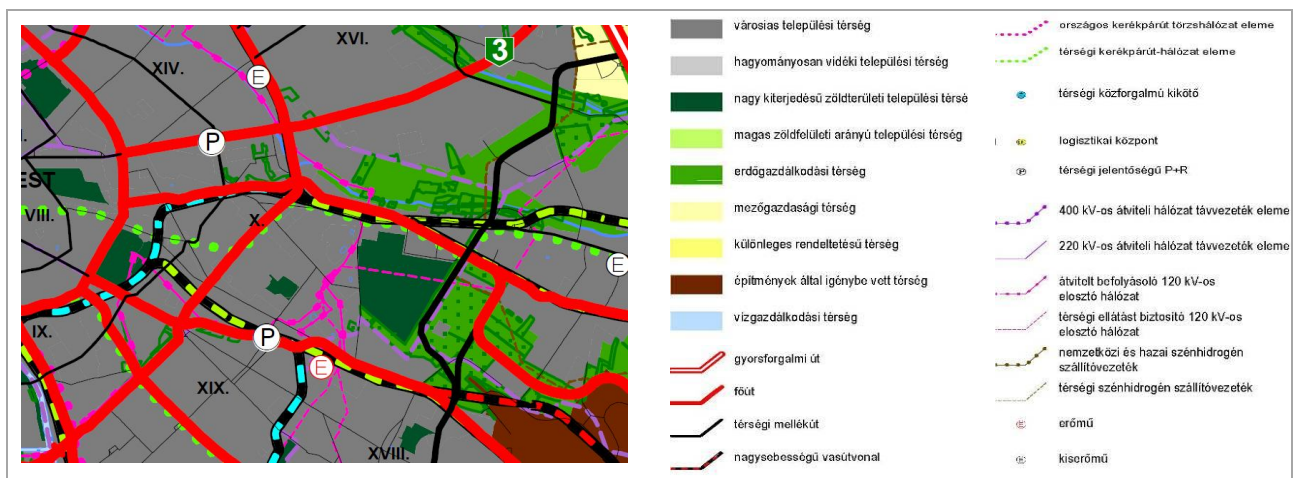 XVI.
3
XIV.
E
P
EST
VIII.
X.
E
IX.
P
E
XIX.
XVIII.
városias települési térség
hagyományosan vidéki települési térség
nagy kiterjedésű zöldterületi települési térsé
magas zöldfelületi arányú települési térség
erdőgazdálkodási térség
mezőgazdasági térség
különleges rendeltetésű térség
építmények által igénybe vett térség
vízgazdálkodási térség
gyorsforgalmi út
főút
térségi mellékút
nagysebességű vasútvonal
országos kerékpárút törzshálózat eleme
térségi kerékpárút-hálózat eleme
térségi közforgalmú kikötő
logisztikai központ
P
térségi jelentőségű P+R
400 kV-os átviteli hálózat távvezeték eleme
220 kV-os átviteli hálózat távvezeték eleme
átvitelt befolyásoló 120 kV-os
elosztó hálózat
térségi ellátást biztosító 120 kV-os
elosztó hálózat
nemzetközi és hazai szénhidrogén
szállítóvezeték
térségi szénhidrogén szállítóvezeték
erőmű
kiserőmű